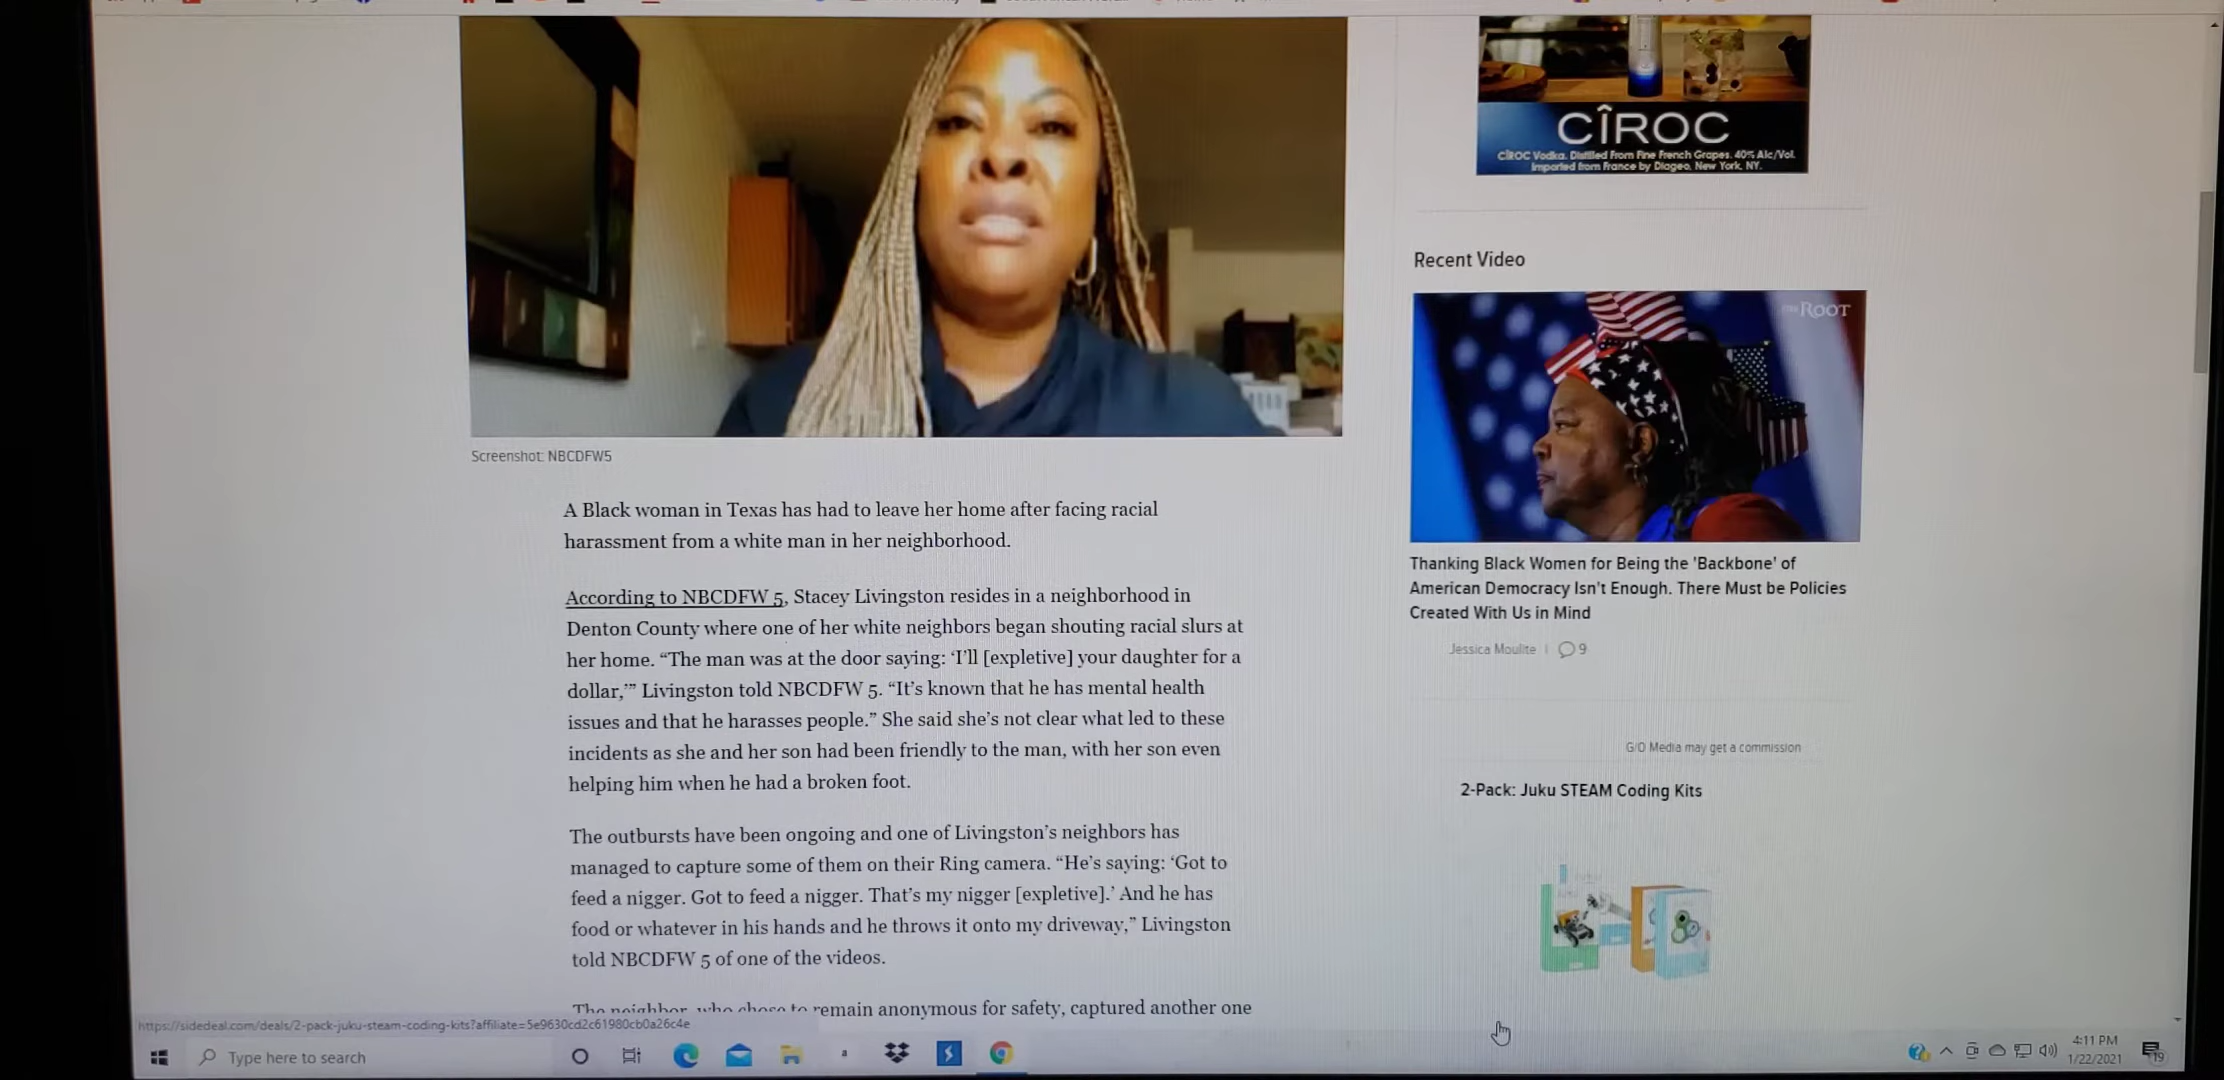 CÎROC
CÎROC Vodka. Distilled From Fine French Grapes. 40% Alc/Vol.
Imported from France by Diageo, New York, NY.
Recent Video
THE ROOT
Screenshot: NBCDFW5
A Black woman in Texas has had to leave her home after facing racial
harassment from a white man in her neighborhood.
According to NBCDFW 5, Stacey Livingston resides in a neighborhood in
Denton County where one of her white neighbors began shouting racial slurs at
her home. “The man was at the door saying: ‘I’ll [expletive] your daughter for a
dollar,’” Livingston told NBCDFW 5. “It’s known that he has mental health
issues and that he harasses people.” She said she’s not clear what led to these
incidents as she and her son had been friendly to the man, with her son even
helping him when he had a broken foot.
The outbursts have been ongoing and one of Livingston’s neighbors has
managed to capture some of them on their Ring camera. “He’s saying: ‘Got to
feed a nigger. Got to feed a nigger. That’s my nigger [expletive].’ And he has
food or whatever in his hands and he throws it onto my driveway,” Livingston
told NBCDFW 5 of one of the videos.
The neighbor, who chose to remain anonymous for safety, captured another one
Thanking Black Women for Being the 'Backbone' of
American Democracy Isn't Enough. There Must be Policies
Created With Us in Mind
Jessica Moulite | 9
G/O Media may get a commission
2-Pack: Juku STEAM Coding Kits
https://sidedeal.com/deals/2-pack-juku-steam-coding-kits?affiliate=5e9630cd2c61980cb0a26c4e
Type here to search
a
S
4:11 PM
1/22/2021
19